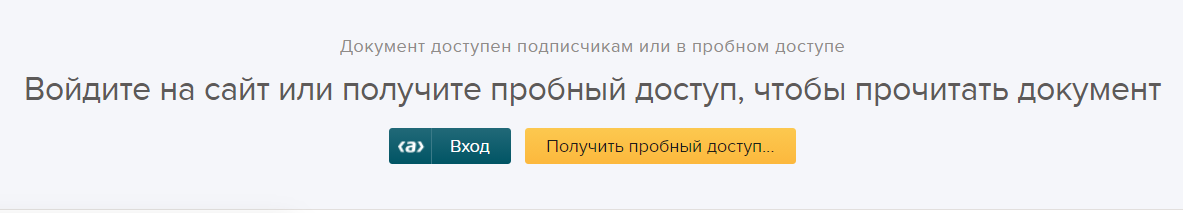 Документ доступен подписчикам или в пробном доступе
Войдите на сайт или получите пробный доступ, чтобы прочитать документ
‹a› Вход Получить пробный доступ...